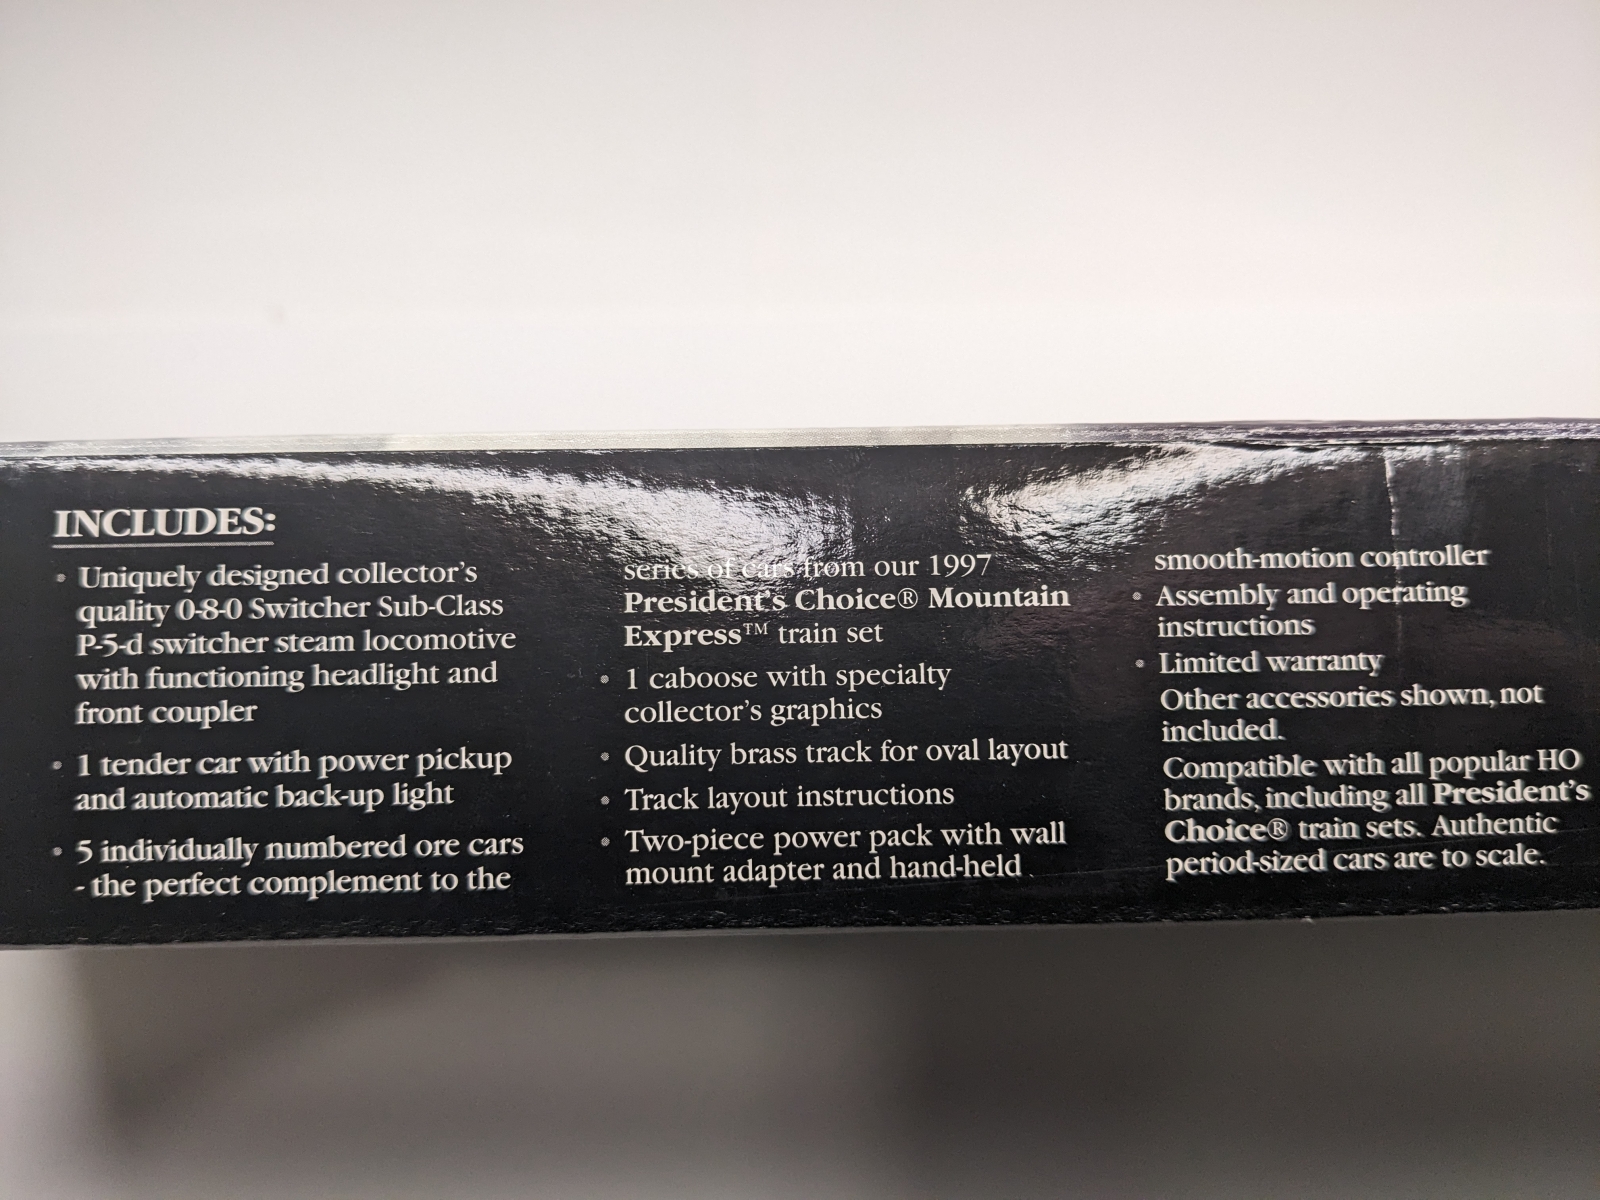 INCLUDES:
• Uniquely designed collector's
quality 0-8-0 Switcher Sub-Class
P-5-d switcher steam locomotive
with functioning headlight and
front coupler
• 1 tender car with power pickup
and automatic back-up light
• 5 individually numbered ore cars
- the perfect complement to the
series of cars from our 1997
President's Choice® Mountain
Express™ train set
• 1 caboose with specialty
collector's graphics
• Quality brass track for oval layout
• Track layout instructions
• Two-piece power pack with wall
mount adapter and hand-held
smooth-motion controller
• Assembly and operating
instructions
• Limited warranty
Other accessories shown, not
included.
Compatible with all popular HO
brands, including all President's
Choice® train sets. Authentic
period-sized cars are to scale.